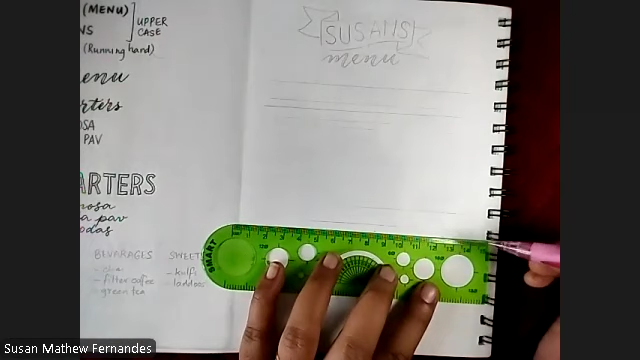 (MENU)
NS
UPPER
CASE
(Running hand)
enu
rters
OSA
PAV
ARTERS
mosa
a pav
odas
BEVERAGES
- chai
- filter coffee
- green tea
SWEETS
- kulfi
- laddoos
SUSAN'S
menu
SMART
Susan Mathew Fernandes